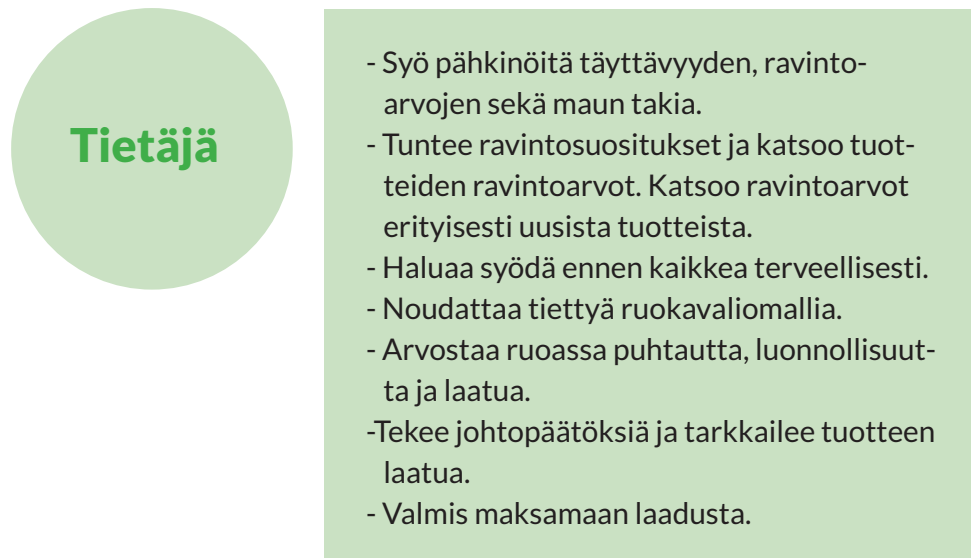 Tietäjä
- Syö pähkinöitä täyttävyyden, ravinto-
arvojen sekä maun takia.
- Tuntee ravintosuositukset ja katsoo tuot-
teiden ravintoarvot. Katsoo ravintoarvot
erityisesti uusista tuotteista.
- Haluaa syödä ennen kaikkea terveellisesti.
- Noudattaa tiettyä ruokavaliomallia.
- Arvostaa ruoassa puhtautta, luonnollisuut-
ta ja laatua.
-Tekee johtopäätöksiä ja tarkkailee tuotteen
laatua.
- Valmis maksamaan laadusta.